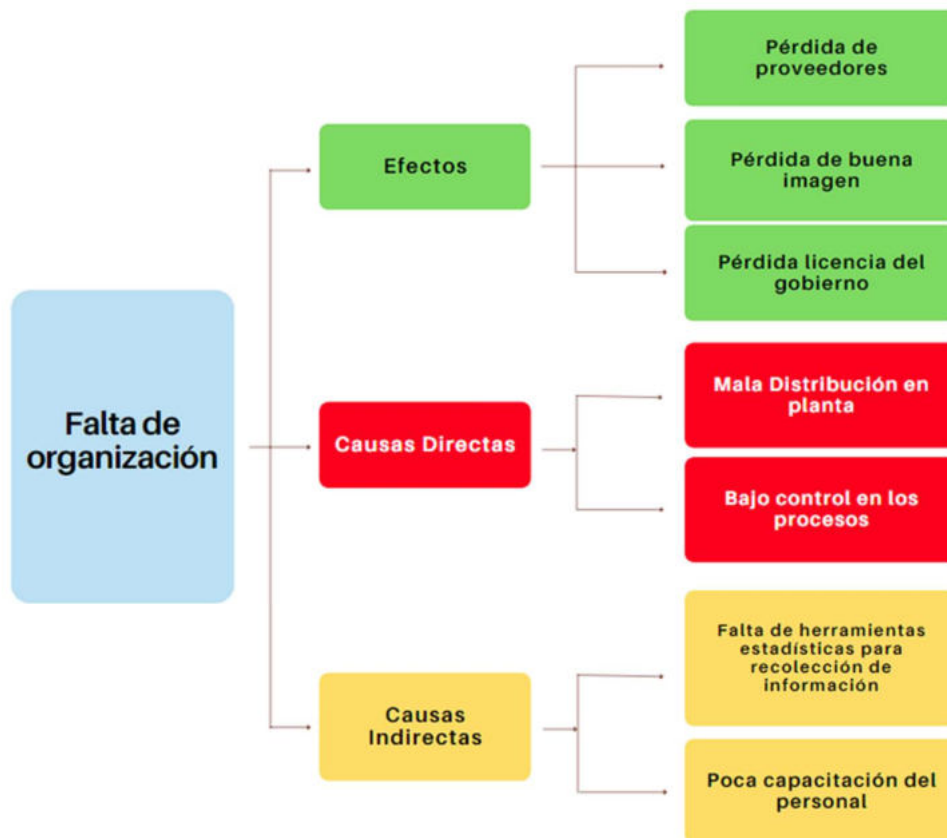 Falta de
organización
Efectos
Pérdida de
proveedores
Pérdida de buena
imagen
Pérdida licencia del
gobierno
Causas Directas
Mala Distribución en
planta
Bajo control en los
procesos
Causas
Indirectas
Falta de herramientas
estadísticas para
recolección de
información
Poca capacitación del
personal